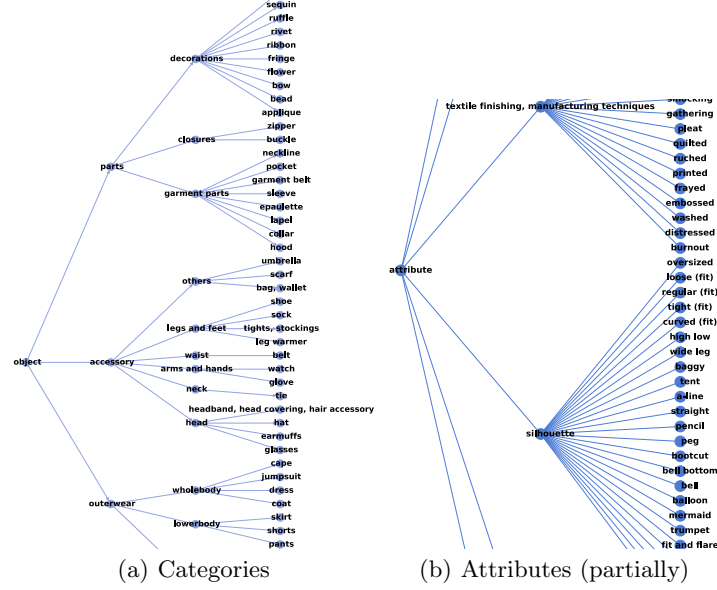 sequin
ruffle
rivet
ribbon
decorations
fringe
flower
bow
bead
applique
zipper
closures
buckle
neckline
parts
pocket
garment belt
garment parts
sleeve
epaulette
lapel
collar
hood
umbrella
others
scarf
bag, wallet
shoe
sock
legs and feet
tights, stockings
leg warmer
object
accessory
waist
belt
arms and hands
watch
glove
neck
tie
headband, head covering, hair accessory
head
hat
earmuffs
glasses
cape
jumpsuit
wholebody
dress
outerwear
coat
skirt
lowerbody
shorts
pants
(a) Categories
smocking
textile finishing, manufacturing techniques
gathering
pleat
quilted
ruched
printed
frayed
embossed
washed
distressed
burnout
attribute
oversized
loose (fit)
regular (fit)
tight (fit)
curved (fit)
high low
wide leg
baggy
tent
a-line
straight
pencil
silhouette
peg
bootcut
bell bottom
bell
balloon
mermaid
trumpet
fit and flare
(b) Attributes (partially)